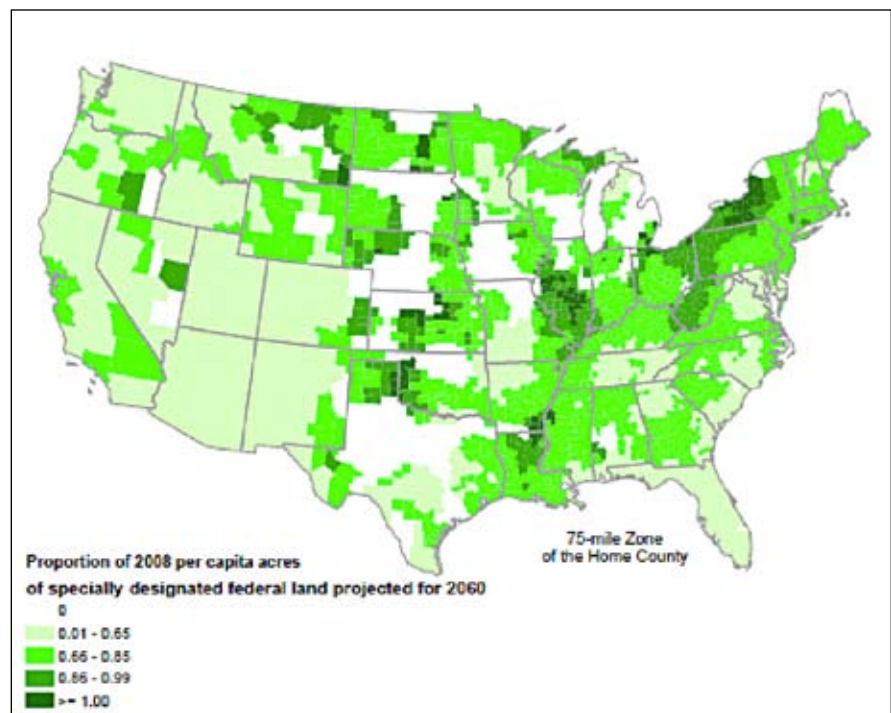 75-mile Zone
of the Home County
Proportion of 2008 per capita acres
of specially designated federal land projected for 2060
0
0.01 - 0.65
0.66 - 0.85
0.86 - 0.99
>= 1.00